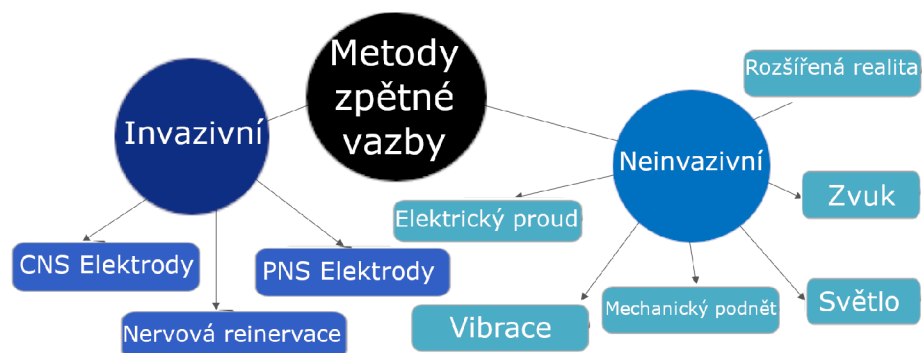 Metody
zpětné
vazby
Invazivní
Neinvazivní
Rozšířená realita
Zvuk
Elektrický proud
CNS Elektrody
PNS Elektrody
Nervová reinervace
Vibrace
Mechanický podnět
Světlo